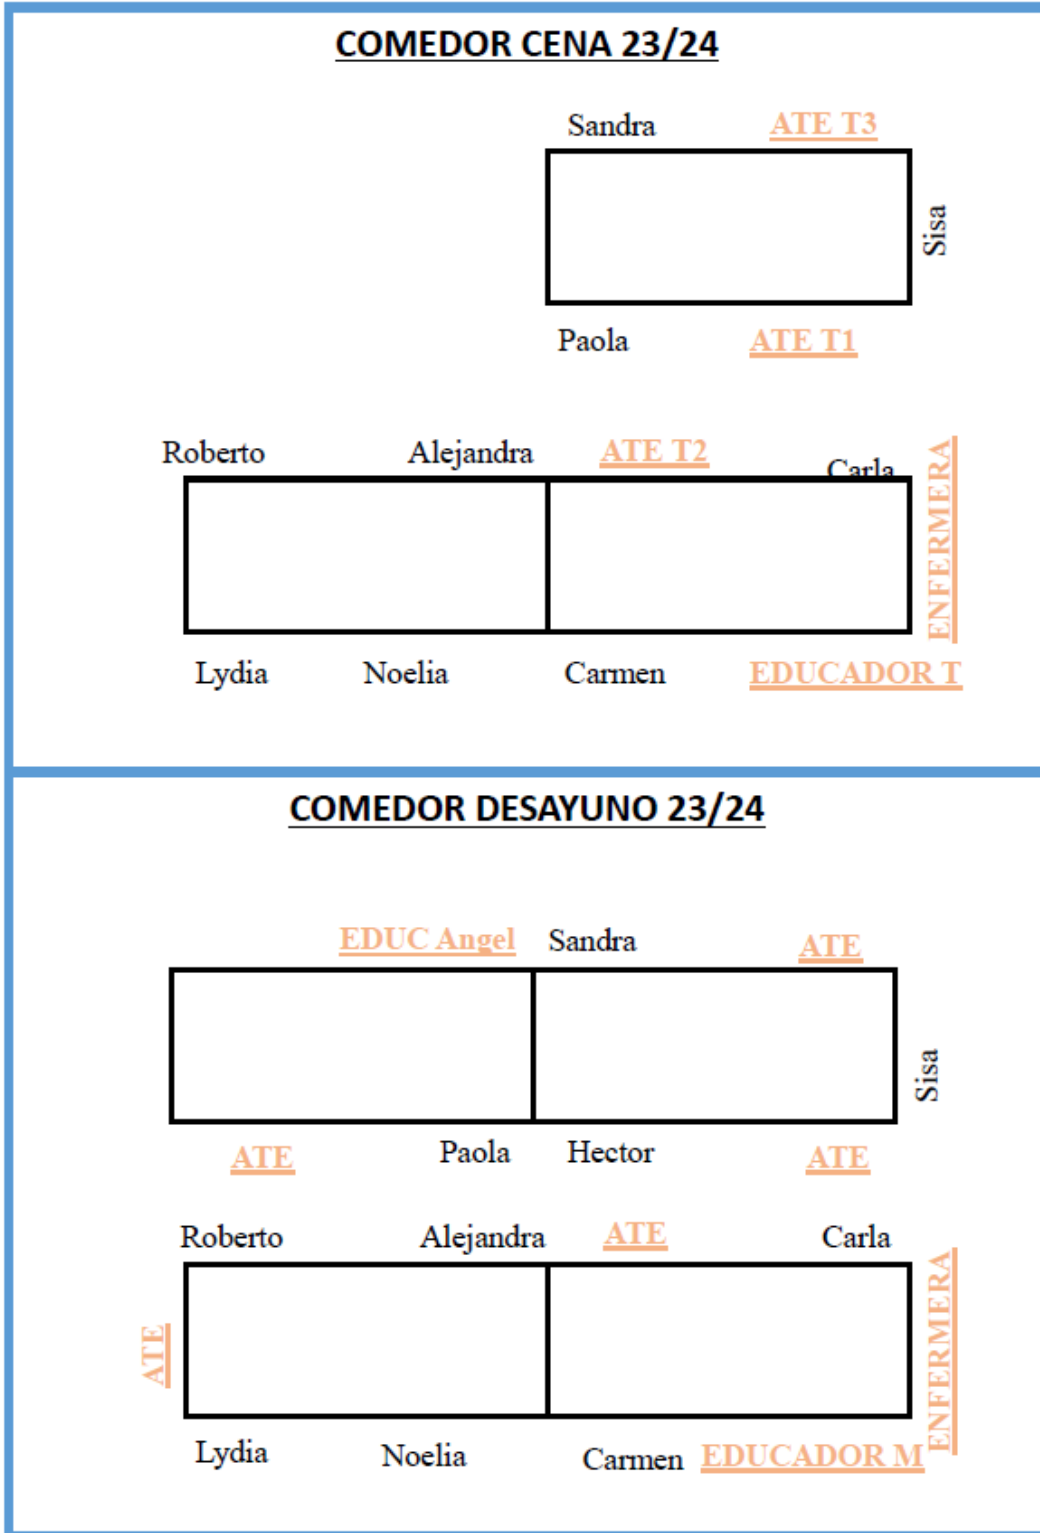 COMEDOR CENA 23/24
Sandra ATE T3
Sisa
Paola ATE T1
Roberto Alejandra ATE T2 Carla
ENFERMERA
Lydia Noelia Carmen EDUCADOR T
COMEDOR DESAYUNO 23/24
EDUC Angel Sandra ATE
Sisa
ATE Paola Hector ATE
Roberto Alejandra ATE Carla
ATE
ENFERMERA
Lydia Noelia Carmen EDUCADOR M